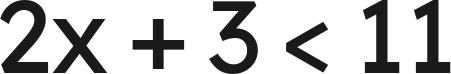 2x + 3 < 11